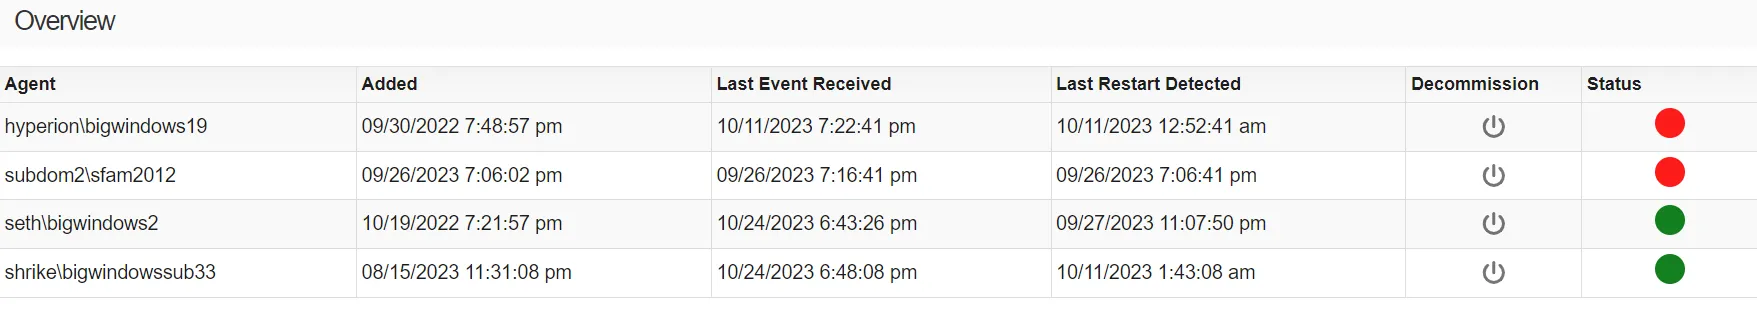 Overview
Agent Added Last Event Received Last Restart Detected Decommission Status
hyperion\bigwindows19 09/30/2022 7:48:57 pm 10/11/2023 7:22:41 pm 10/11/2023 12:52:41 am
subdom2\sfam2012 09/26/2023 7:06:02 pm 09/26/2023 7:16:41 pm 09/26/2023 7:06:41 pm
seth\bigwindows2 10/19/2022 7:21:57 pm 10/24/2023 6:43:26 pm 09/27/2023 11:07:50 pm
shrike\bigwindowssub33 08/15/2023 11:31:08 pm 10/24/2023 6:48:08 pm 10/11/2023 1:43:08 am